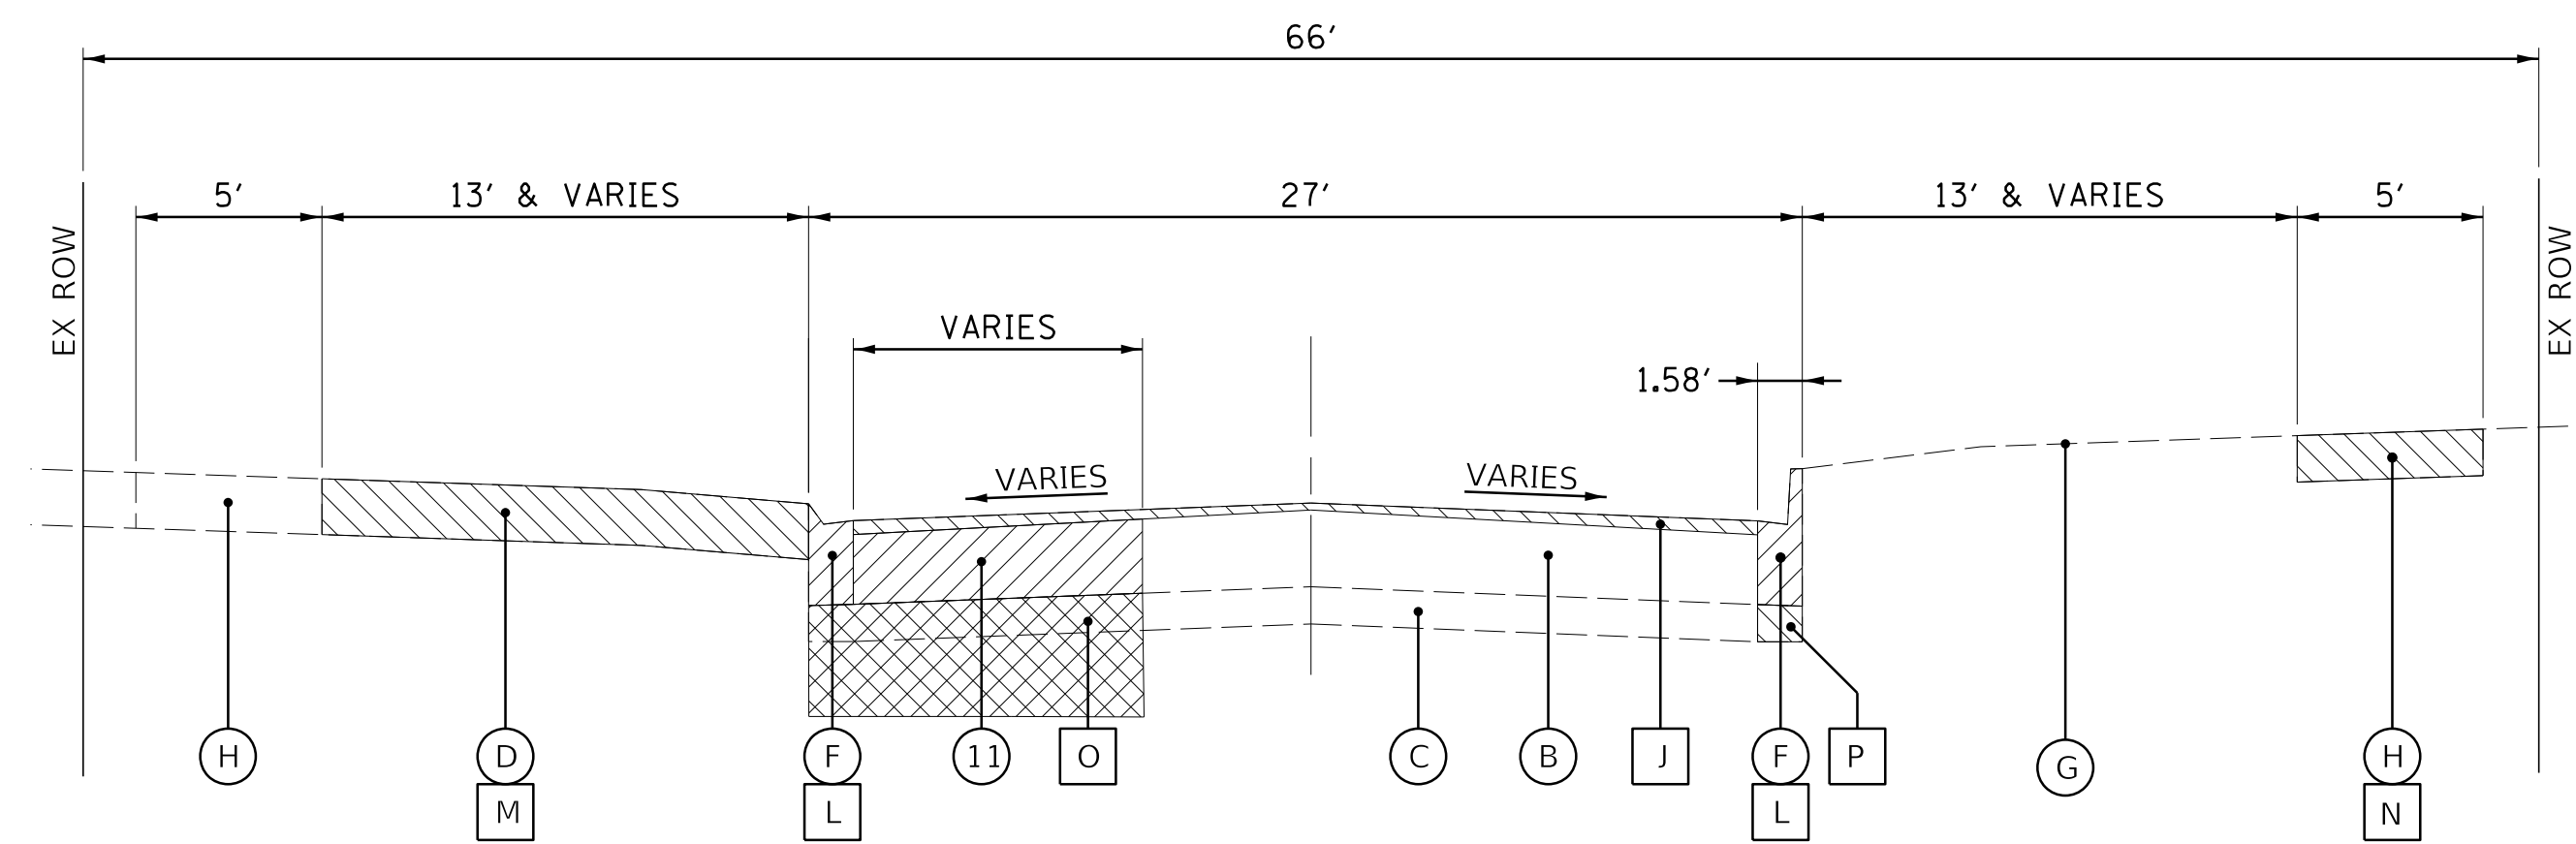 66'
5' 13' & VARIES 27' 13' & VARIES 5'
EX ROW
EX ROW
VARIES
1.58'
VARIES
VARIES
H D F 11 O C B J F P G H
M L L N